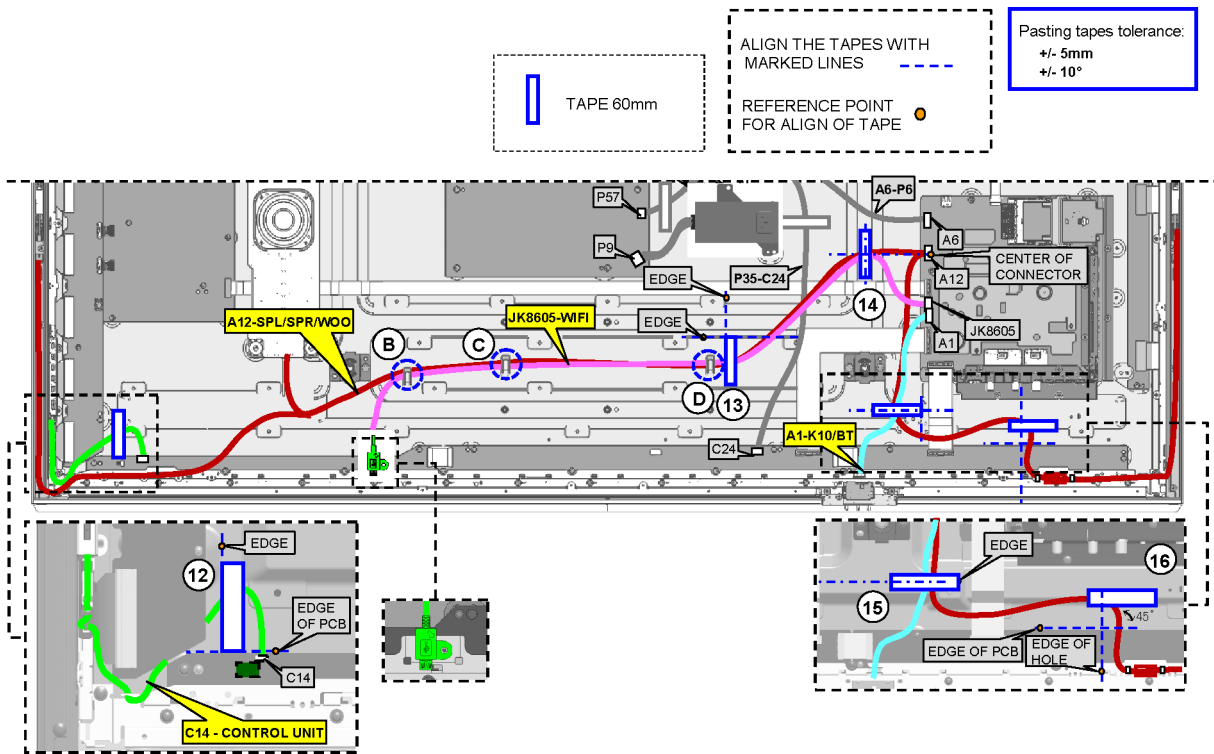 TAPE 60mm
ALIGN THE TAPES WITH
MARKED LINES
REFERENCE POINT
FOR ALIGN OF TAPE
Pasting tapes tolerance:
+/- 5mm
+/- 10°
P57
P9
A6-P6
A6
A12
CENTER OF
CONNECTOR
EDGE
P35-C24
14
JK8605
A1
EDGE
A12-SPL/SPR/WOO
JK8605-WIFI
B
C
D
13
A1-K10/BT
C24
12
EDGE
EDGE
OF PCB
C14
C14 - CONTROL UNIT
EDGE
16
15
45°
EDGE OF PCB
EDGE OF
HOLE